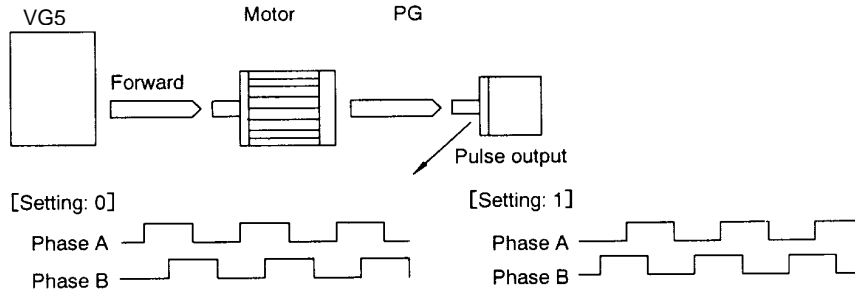 VG5
Motor
PG
Forward
Pulse output
[Setting: 0]
Phase A
Phase B
[Setting: 1]
Phase A
Phase B